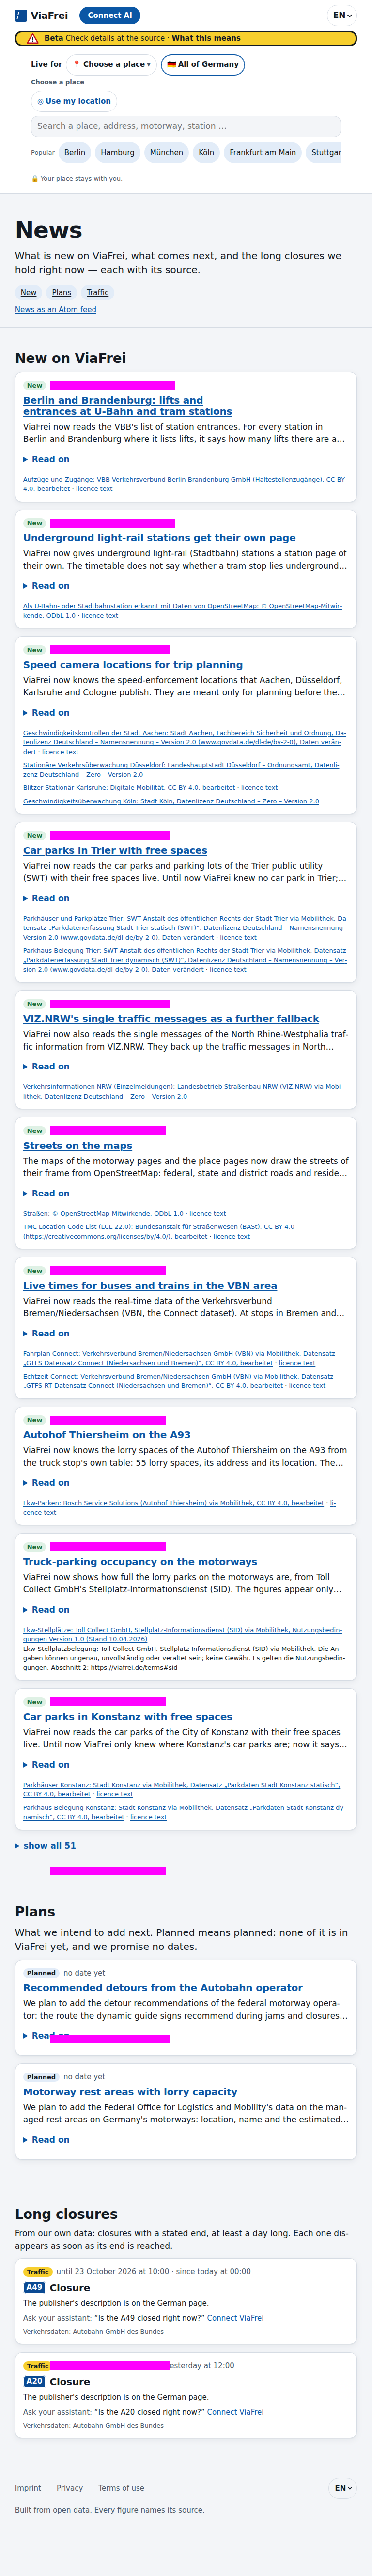 ViaFrei
Connect AI
EN
Beta Check details at the source · What this means
Live for
📍 Choose a place ▾
🇩🇪 All of Germany
Choose a place
◎ Use my location
Search a place, address, motorway, station …
Popular
Berlin
Hamburg
München
Köln
Frankfurt am Main
Stuttgar
🔒 Your place stays with you.
News
What is new on ViaFrei, what comes next, and the long closures we
hold right now — each with its source.
New
Plans
Traffic
News as an Atom feed
New on ViaFrei
New
Berlin and Brandenburg: lifts and
entrances at U-Bahn and tram stations
ViaFrei now reads the VBB's list of station entrances. For every station in
Berlin and Brandenburg where it lists lifts, it says how many lifts there are a…
▶ Read on
Aufzüge und Zugänge: VBB Verkehrsverbund Berlin-Brandenburg GmbH (Haltestellenzugänge), CC BY
4.0, bearbeitet · licence text
New
Underground light-rail stations get their own page
ViaFrei now gives underground light-rail (Stadtbahn) stations a station page of
their own. The timetable does not say whether a tram stop lies underground…
▶ Read on
Als U-Bahn- oder Stadtbahnstation erkannt mit Daten von OpenStreetMap: © OpenStreetMap-Mitwir-
kende, ODbL 1.0 · licence text
New
Speed camera locations for trip planning
ViaFrei now knows the speed-enforcement locations that Aachen, Düsseldorf,
Karlsruhe and Cologne publish. They are meant only for planning before the…
▶ Read on
Geschwindigkeitskontrollen der Stadt Aachen: Stadt Aachen, Fachbereich Sicherheit und Ordnung, Da-
tenlizenz Deutschland – Namensnennung – Version 2.0 (www.govdata.de/dl-de/by-2-0), Daten verän-
dert · licence text
Stationäre Verkehrsüberwachung Düsseldorf: Landeshauptstadt Düsseldorf – Ordnungsamt, Datenli-
zenz Deutschland – Zero – Version 2.0
Blitzer Stationär Karlsruhe: Digitale Mobilität, CC BY 4.0, bearbeitet · licence text
Geschwindigkeitsüberwachung Köln: Stadt Köln, Datenlizenz Deutschland – Zero – Version 2.0
New
Car parks in Trier with free spaces
ViaFrei now reads the car parks and parking lots of the Trier public utility
(SWT) with their free spaces live. Until now ViaFrei knew no car park in Trier;…
▶ Read on
Parkhäuser und Parkplätze Trier: SWT Anstalt des öffentlichen Rechts der Stadt Trier via Mobilithek, Da-
tensatz „Parkdatenerfassung Stadt Trier statisch (SWT)“, Datenlizenz Deutschland – Namensnennung –
Version 2.0 (www.govdata.de/dl-de/by-2-0), Daten verändert · licence text
Parkhaus-Belegung Trier: SWT Anstalt des öffentlichen Rechts der Stadt Trier via Mobilithek, Datensatz
„Parkdatenerfassung Stadt Trier dynamisch (SWT)“, Datenlizenz Deutschland – Namensnennung – Ver-
sion 2.0 (www.govdata.de/dl-de/by-2-0), Daten verändert · licence text
New
VIZ.NRW's single traffic messages as a further fallback
ViaFrei now also reads the single messages of the North Rhine-Westphalia traf-
fic information from VIZ.NRW. They back up the traffic messages in North…
▶ Read on
Verkehrsinformationen NRW (Einzelmeldungen): Landesbetrieb Straßenbau NRW (VIZ.NRW) via Mobi-
lithek, Datenlizenz Deutschland – Zero – Version 2.0
New
Streets on the maps
The maps of the motorway pages and the place pages now draw the streets of
their frame from OpenStreetMap: federal, state and district roads and reside…
▶ Read on
Straßen: © OpenStreetMap-Mitwirkende, ODbL 1.0 · licence text
TMC Location Code List (LCL 22.0): Bundesanstalt für Straßenwesen (BASt), CC BY 4.0
(https://creativecommons.org/licenses/by/4.0/), bearbeitet · licence text
New
Live times for buses and trains in the VBN area
ViaFrei now reads the real-time data of the Verkehrsverbund
Bremen/Niedersachsen (VBN, the Connect dataset). At stops in Bremen and…
▶ Read on
Fahrplan Connect: Verkehrsverbund Bremen/Niedersachsen GmbH (VBN) via Mobilithek, Datensatz
„GTFS Datensatz Connect (Niedersachsen und Bremen)“, CC BY 4.0, bearbeitet · licence text
Echtzeit Connect: Verkehrsverbund Bremen/Niedersachsen GmbH (VBN) via Mobilithek, Datensatz
„GTFS-RT Datensatz Connect (Niedersachsen und Bremen)“, CC BY 4.0, bearbeitet · licence text
New
Autohof Thiersheim on the A93
ViaFrei now knows the lorry spaces of the Autohof Thiersheim on the A93 from
the truck stop's own table: 55 lorry spaces, its address and its location. The…
▶ Read on
Lkw-Parken: Bosch Service Solutions (Autohof Thiersheim) via Mobilithek, CC BY 4.0, bearbeitet · li-
cence text
New
Truck-parking occupancy on the motorways
ViaFrei now shows how full the lorry parks on the motorways are, from Toll
Collect GmbH's Stellplatz-Informationsdienst (SID). The figures appear only…
▶ Read on
Lkw-Stellplätze: Toll Collect GmbH, Stellplatz-Informationsdienst (SID) via Mobilithek, Nutzungsbedin-
gungen Version 1.0 (Stand 10.04.2026)
Lkw-Stellplatzbelegung: Toll Collect GmbH, Stellplatz-Informationsdienst (SID) via Mobilithek. Die An-
gaben können ungenau, unvollständig oder veraltet sein; keine Gewähr. Es gelten die Nutzungsbedin-
gungen, Abschnitt 2: https://viafrei.de/terms#sid
New
Car parks in Konstanz with free spaces
ViaFrei now reads the car parks of the City of Konstanz with their free spaces
live. Until now ViaFrei only knew where Konstanz's car parks are; now it says…
▶ Read on
Parkhäuser Konstanz: Stadt Konstanz via Mobilithek, Datensatz „Parkdaten Stadt Konstanz statisch“,
CC BY 4.0, bearbeitet · licence text
Parkhaus-Belegung Konstanz: Stadt Konstanz via Mobilithek, Datensatz „Parkdaten Stadt Konstanz dy-
namisch“, CC BY 4.0, bearbeitet · licence text
▶ show all 51
Plans
What we intend to add next. Planned means planned: none of it is in
ViaFrei yet, and we promise no dates.
Planned no date yet
Recommended detours from the Autobahn operator
We plan to add the detour recommendations of the federal motorway opera-
tor: the route the dynamic guide signs recommend during jams and closures…
▶ Read on
Planned no date yet
Motorway rest areas with lorry capacity
We plan to add the Federal Office for Logistics and Mobility's data on the man-
aged rest areas on Germany's motorways: location, name and the estimated…
▶ Read on
Long closures
From our own data: closures with a stated end, at least a day long. Each one dis-
appears as soon as its end is reached.
Traffic until 23 October 2026 at 10:00 · since today at 00:00
A49 Closure
The publisher's description is on the German page.
Ask your assistant: “Is the A49 closed right now?” Connect ViaFrei
Verkehrsdaten: Autobahn GmbH des Bundes
Traffic esterday at 12:00
A20 Closure
The publisher's description is on the German page.
Ask your assistant: “Is the A20 closed right now?” Connect ViaFrei
Verkehrsdaten: Autobahn GmbH des Bundes
Imprint
Privacy
Terms of use
EN
Built from open data. Every figure names its source.